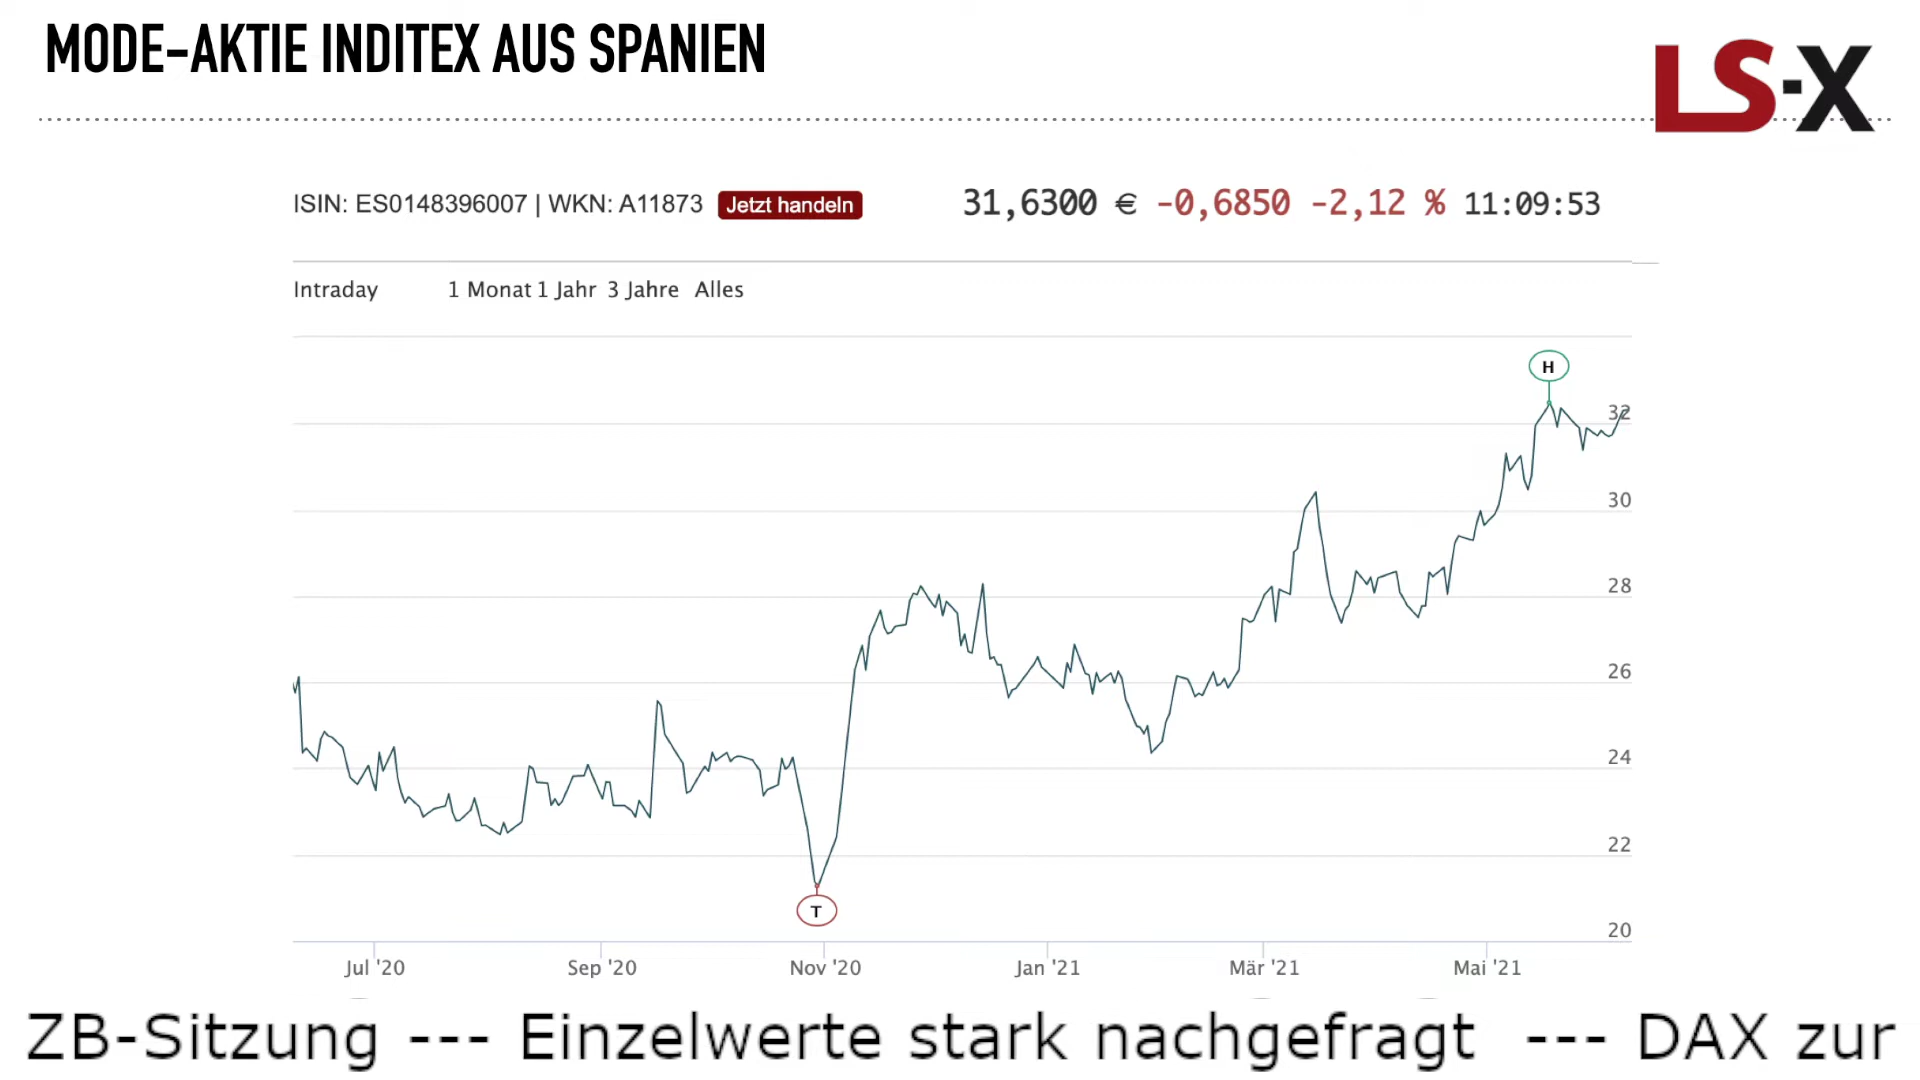 MODE-AKTIE INDITEX AUS SPANIEN
LS-X
ISIN: ES0148396007 | WKN: A11873 Jetzt handeln 31,6300 € -0,6850 -2,12 % 11:09:53
Intraday 1 Monat 1 Jahr 3 Jahre Alles
H
32
30
28
26
24
22
T
20
Jul '20 Sep '20 Nov '20 Jan '21 Mär '21 Mai '21
ZB-Sitzung --- Einzelwerte stark nachgefragt --- DAX zur